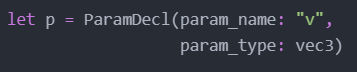 let p = ParamDecl(param_name: "v",
param_type: vec3)